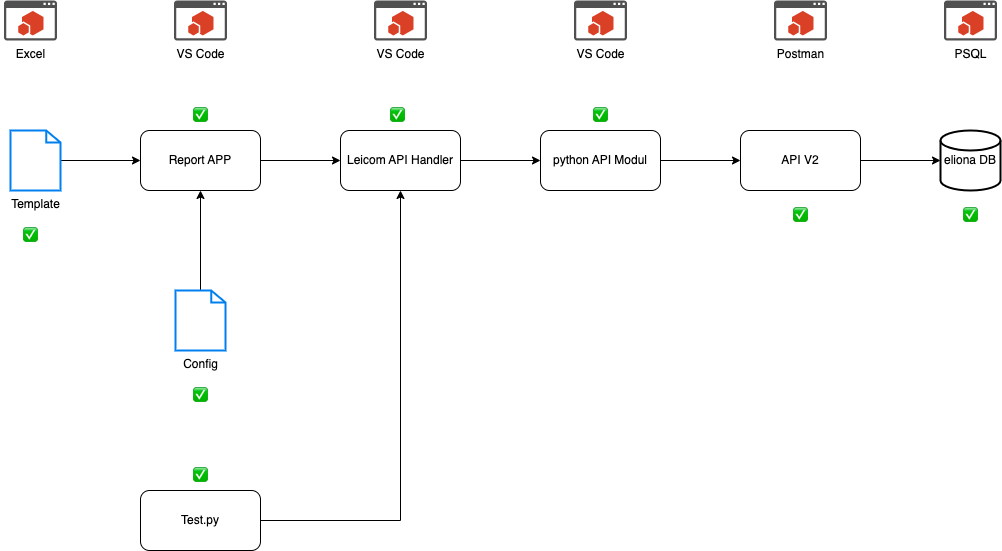 Excel
VS Code
VS Code
VS Code
Postman
PSQL
Report APP
Leicom API Handler
python API Modul
API V2
eliona DB
Template
Config
Test.py